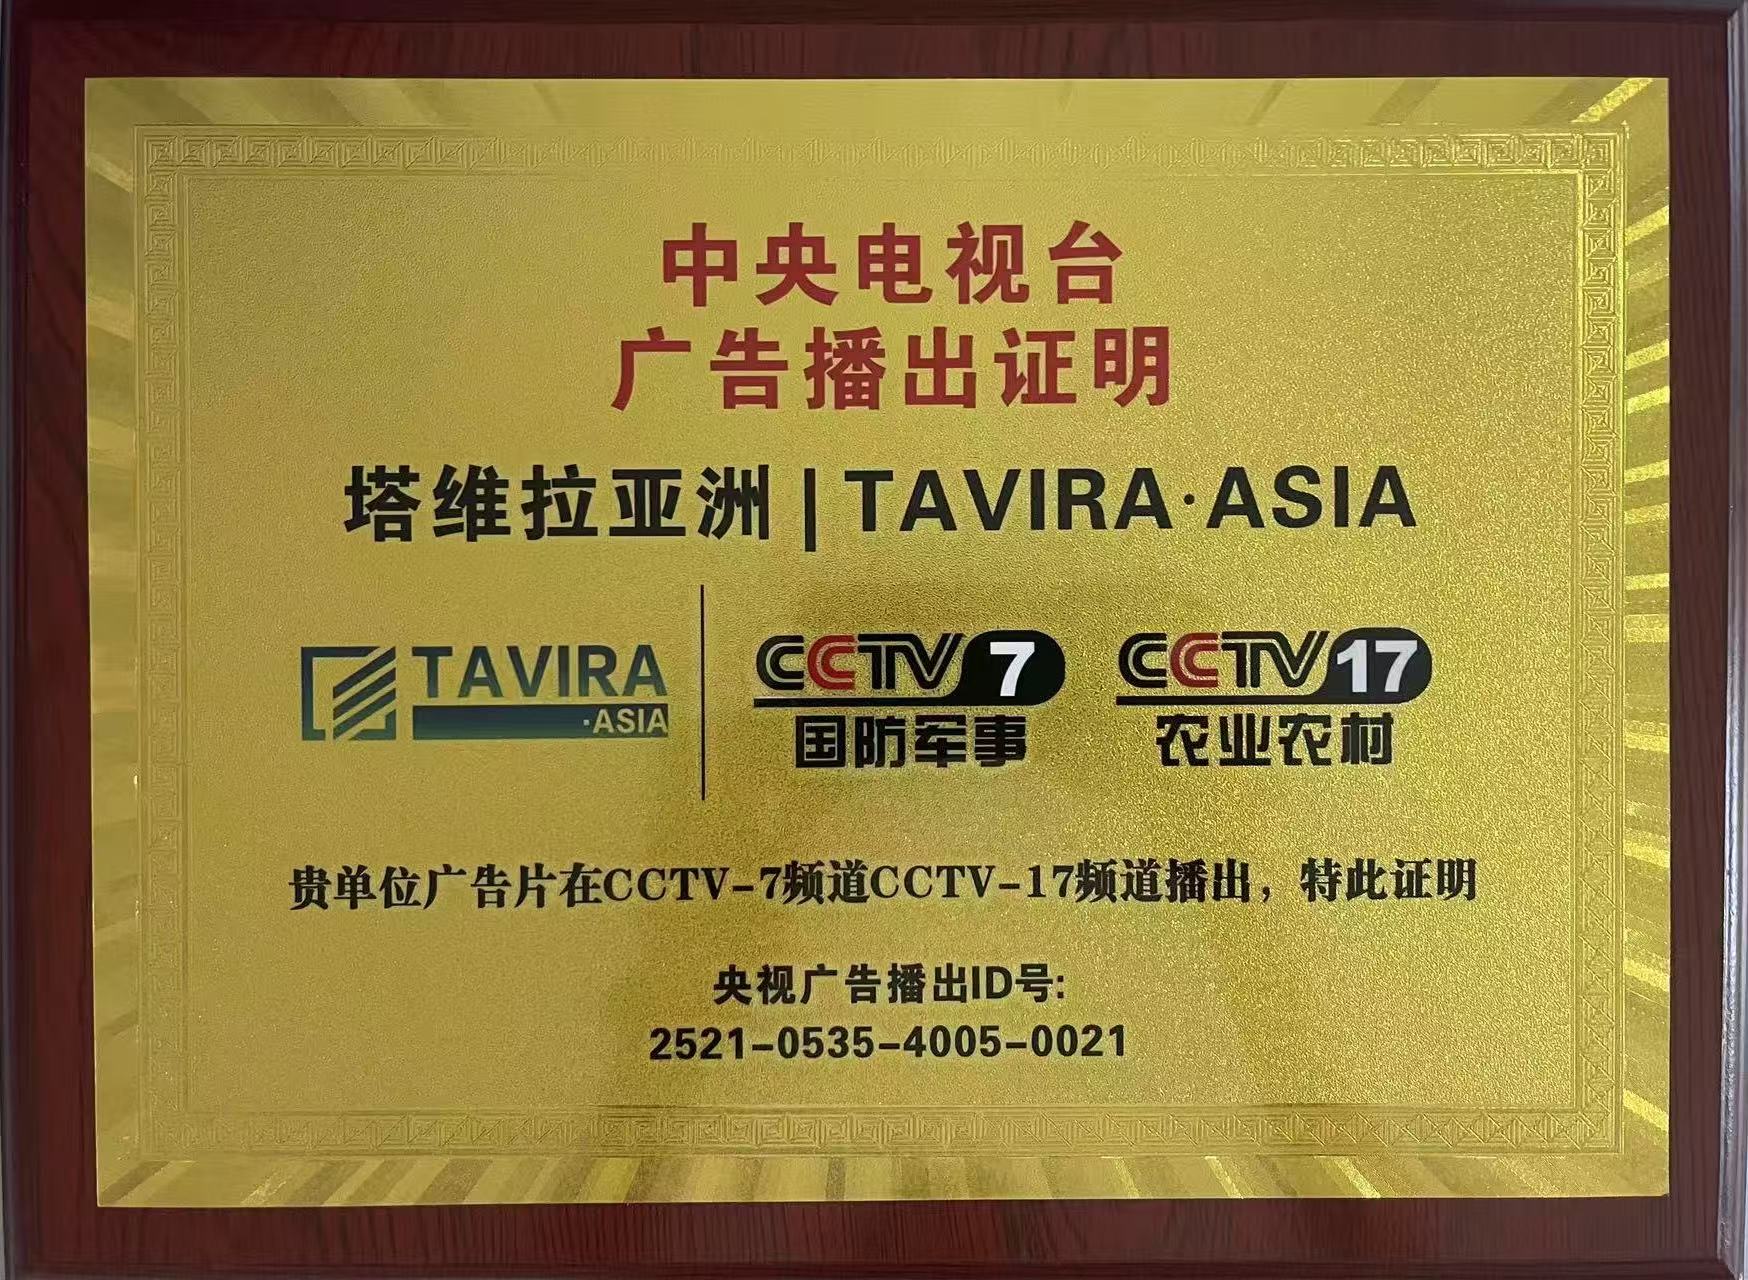 中央电视台
广告播出证明
塔维拉亚洲|TAVIRA·ASIA
TAVIRA
·ASIA
CCTV 7
国防军事
CCTV 17
农业农村
贵单位广告片在CCTV-7频道CCTV-17频道播出，特此证明
央视广告播出ID号:
2521-0535-4005-0021